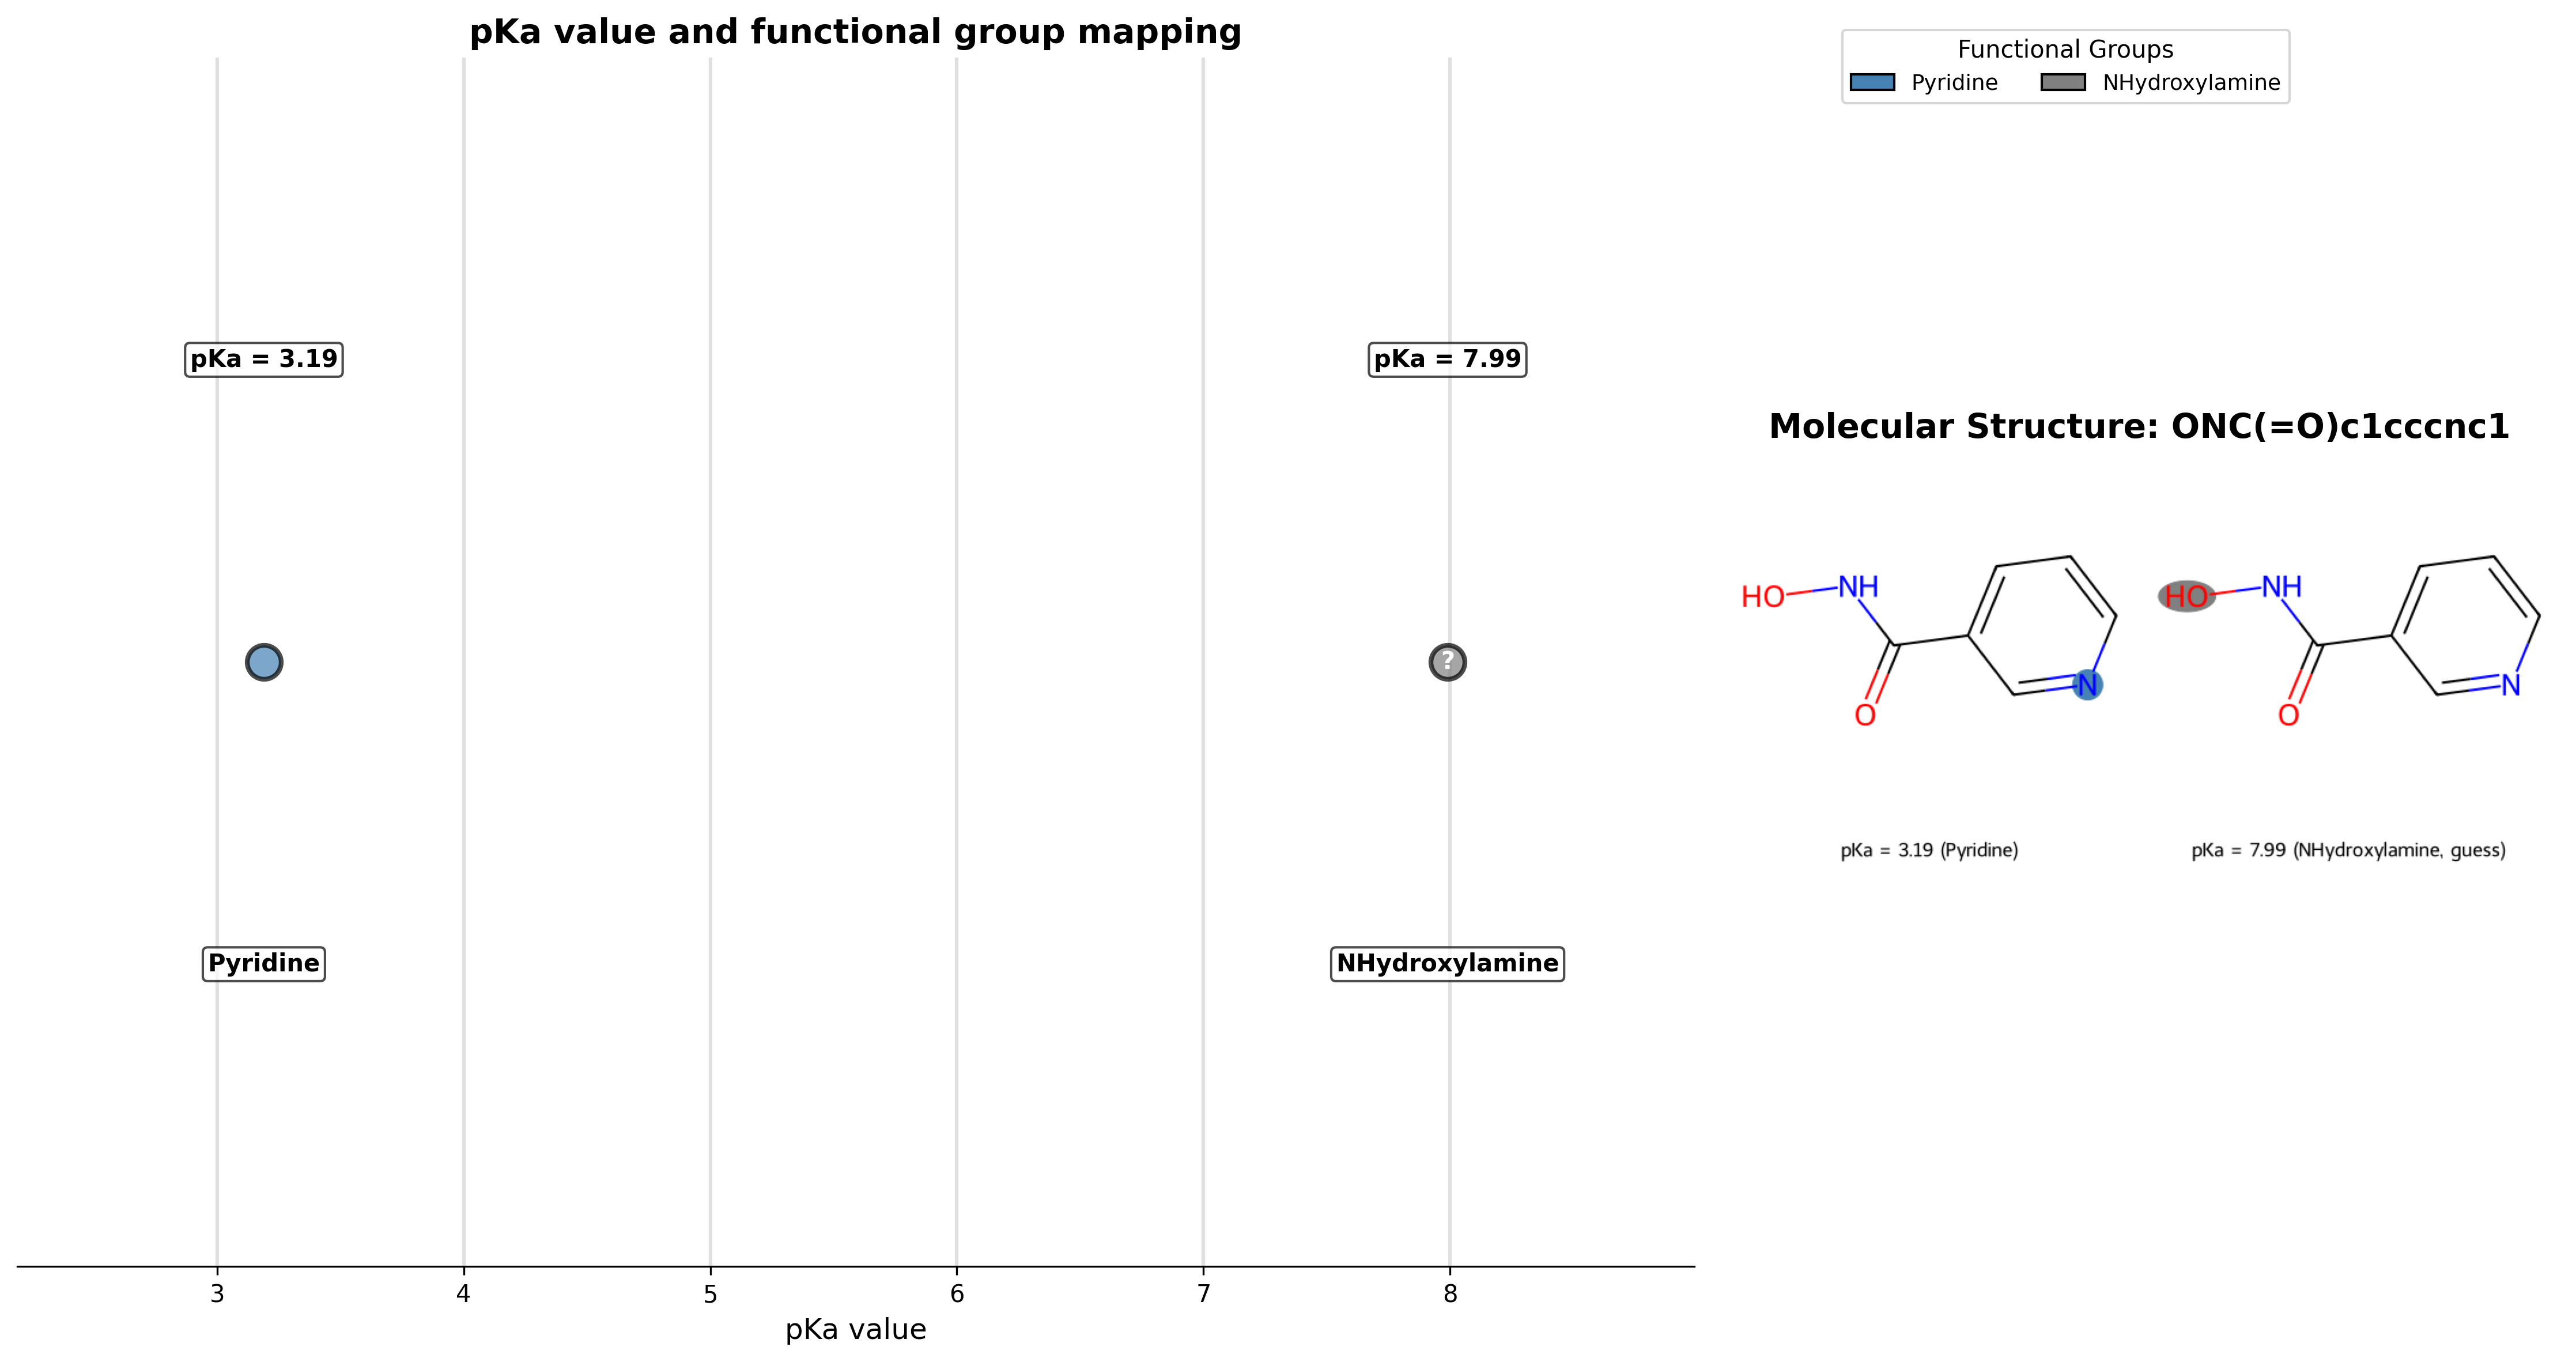 pKa value and functional group mapping
Functional Groups
Pyridine
NHydroxylamine
pKa = 3.19
pKa = 7.99
?
Pyridine
NHydroxylamine
3
4
5
6
7
8
pKa value
Molecular Structure: ONC(=O)c1cccnc1
HO
NH
O
N
HO
NH
O
N
pKa = 3.19 (Pyridine)
pKa = 7.99 (NHydroxylamine, guess)